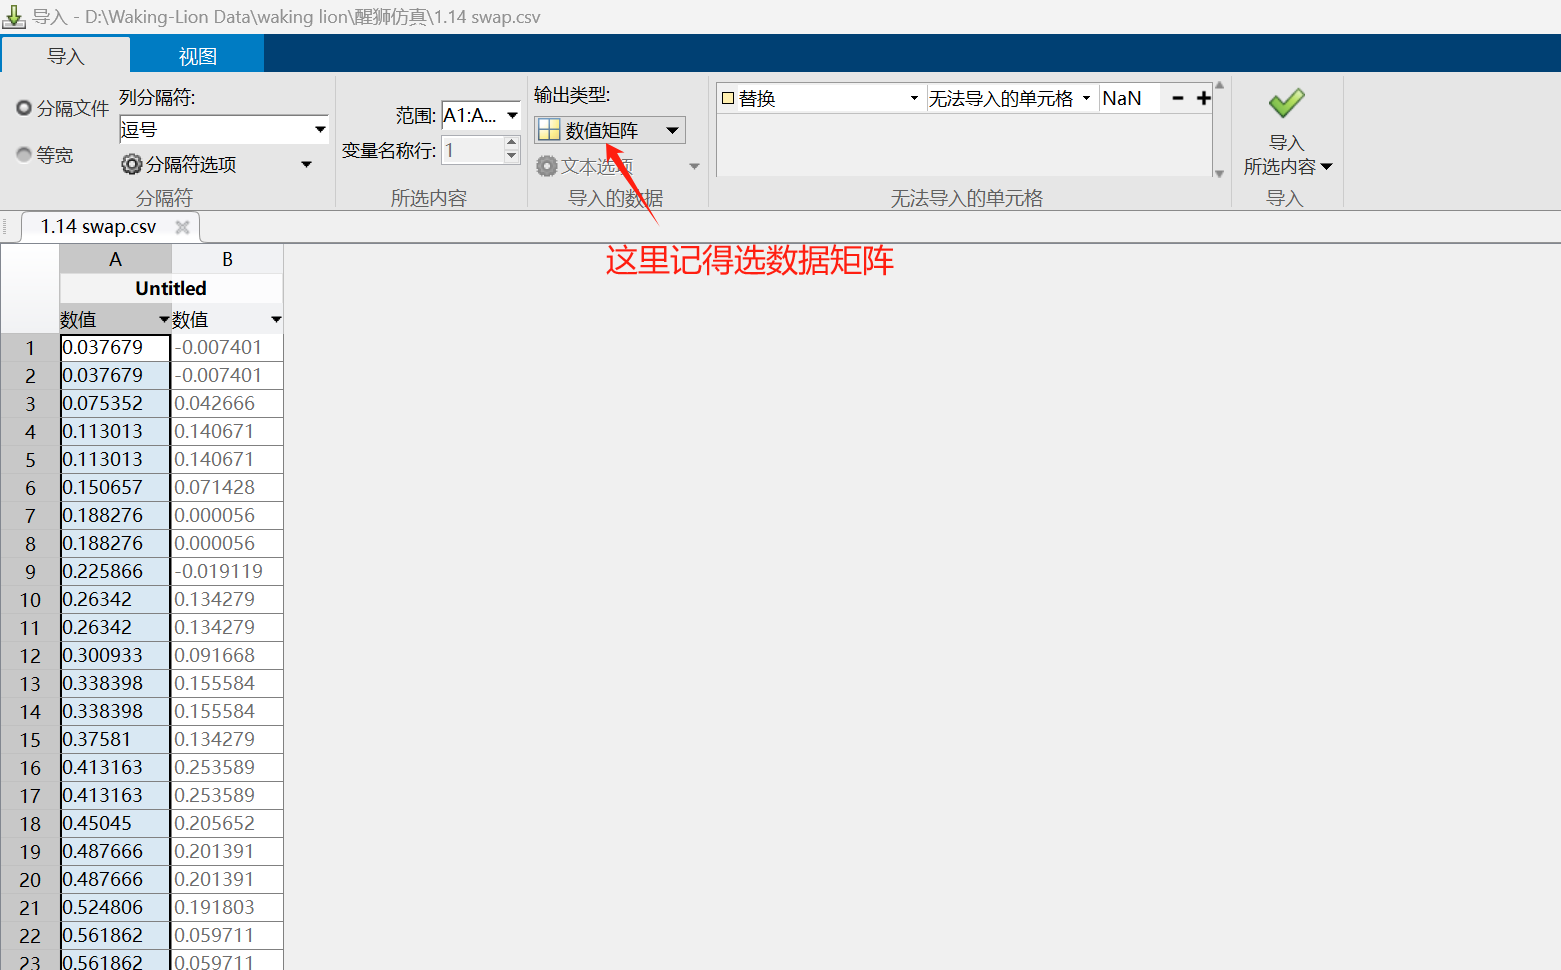 导入 - D:\Waking-Lion Data\waking lion\醒狮仿真\1.14 swap.csv
导入 视图
分隔文件
等宽
列分隔符:
逗号
分隔符选项
分隔符
范围: A1:A...
变量名称行: 1
所选内容
输出类型:
数值矩阵
文本选项
导入的数据
替换 无法导入的单元格 NaN - +
无法导入的单元格
导入
所选内容
导入
1.14 swap.csv
这里记得选数据矩阵
A B
Untitled
数值 数值
1 0.037679 -0.007401
2 0.037679 -0.007401
3 0.075352 0.042666
4 0.113013 0.140671
5 0.113013 0.140671
6 0.150657 0.071428
7 0.188276 0.000056
8 0.188276 0.000056
9 0.225866 -0.019119
10 0.26342 0.134279
11 0.26342 0.134279
12 0.300933 0.091668
13 0.338398 0.155584
14 0.338398 0.155584
15 0.37581 0.134279
16 0.413163 0.253589
17 0.413163 0.253589
18 0.45045 0.205652
19 0.487666 0.201391
20 0.487666 0.201391
21 0.524806 0.191803
22 0.561862 0.059711
23 0.561862 0.059711